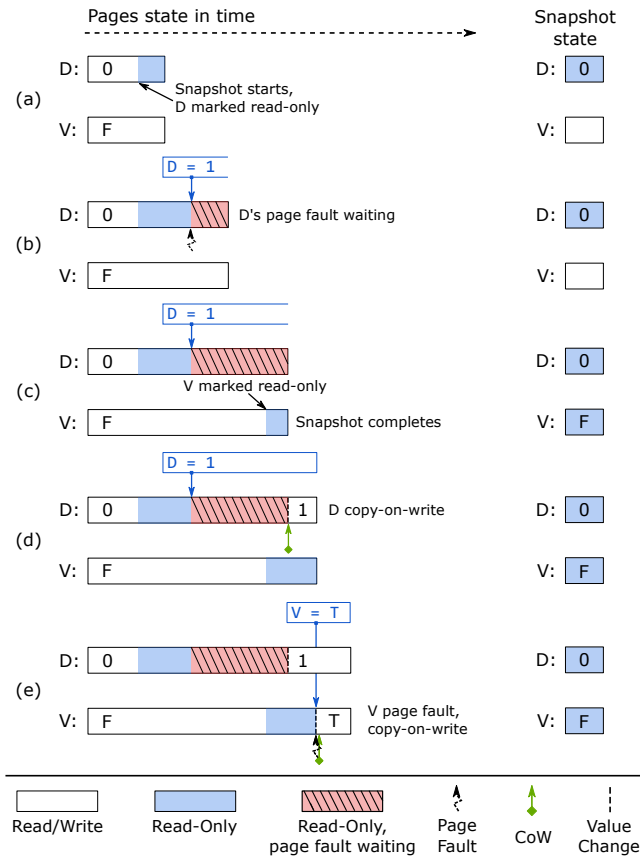 Pages state in time
Snapshot
state
D: 0
D: 0
Snapshot starts,
D marked read-only
(a)
V: F
V:
D = 1
D: 0
D's page fault waiting
D: 0
(b)
V: F
V:
D = 1
D: 0
D: 0
V marked read-only
(c)
V: F
Snapshot completes
V: F
D = 1
D: 0 1
D copy-on-write
D: 0
(d)
V: F
V: F
V = T
D: 0 1
D: 0
(e)
V: F T
V page fault,
copy-on-write
V: F
Read/Write
Read-Only
Read-Only,
page fault waiting
Page
Fault
CoW
Value
Change